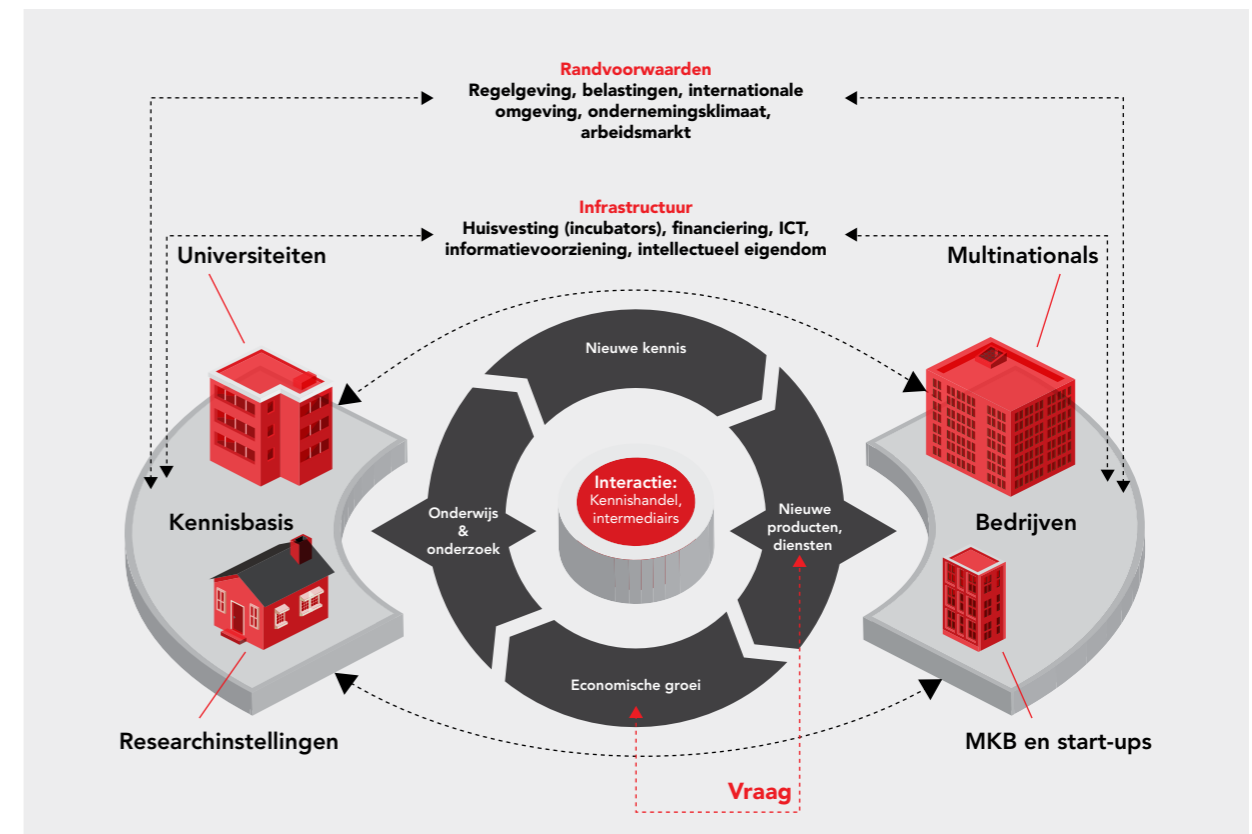 Randvoorwaarden
Regelgeving, belastingen, internationale
omgeving, ondernemingsklimaat,
arbeidsmarkt
Infrastructuur
Huisvesting (incubators), financiering, ICT,
informatievoorziening, intellectueel eigendom
Universiteiten
Multinationals
Nieuwe kennis
Interactie:
Kennishandel,
intermediairs
Kennisbasis
Onderwijs
&
onderzoek
Nieuwe
producten,
diensten
Bedrijven
Economische groei
Researchinstellingen
MKB en start-ups
Vraag